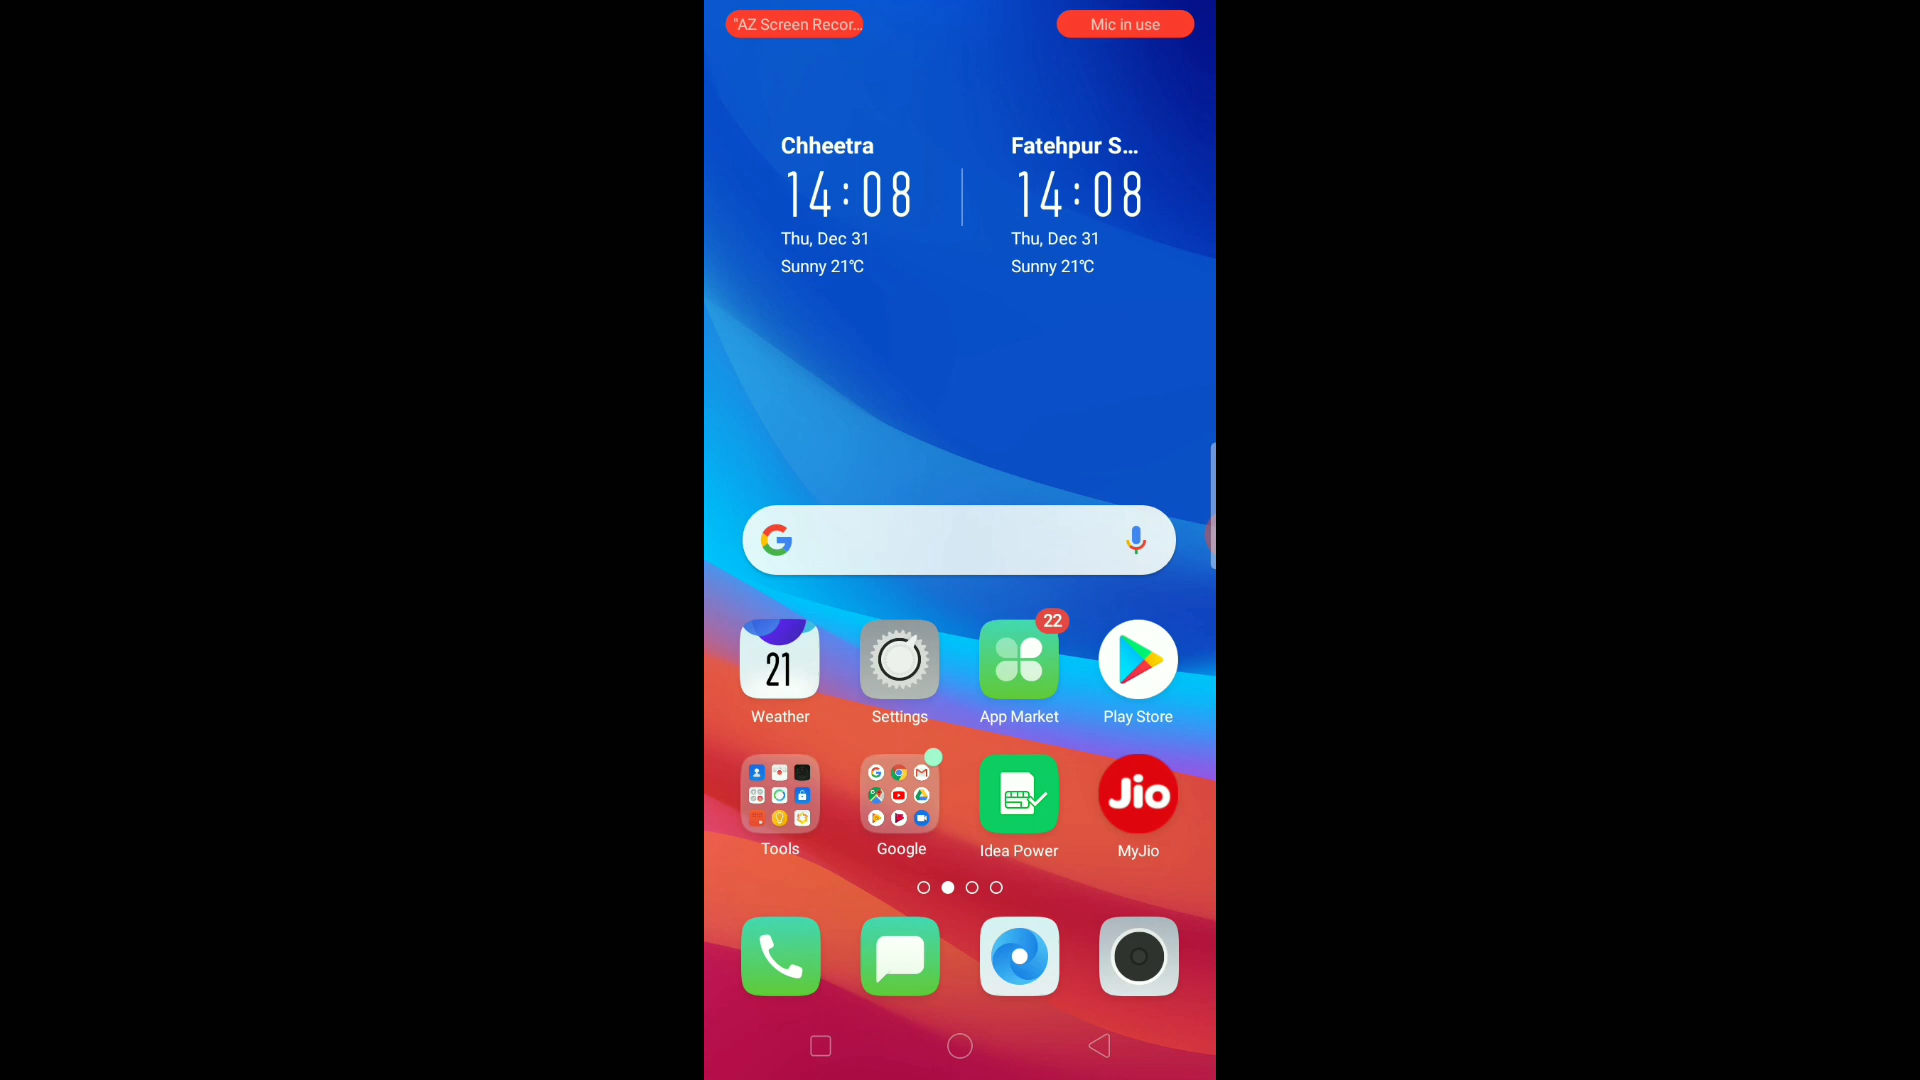 "AZ Screen Recor...
Mic in use
Chheetra
14:08
Thu, Dec 31
Sunny 21℃
Fatehpur S...
14:08
Thu, Dec 31
Sunny 21℃
22
21
Weather
Settings
App Market
Play Store
Jio
Tools
Google
Idea Power
MyJio